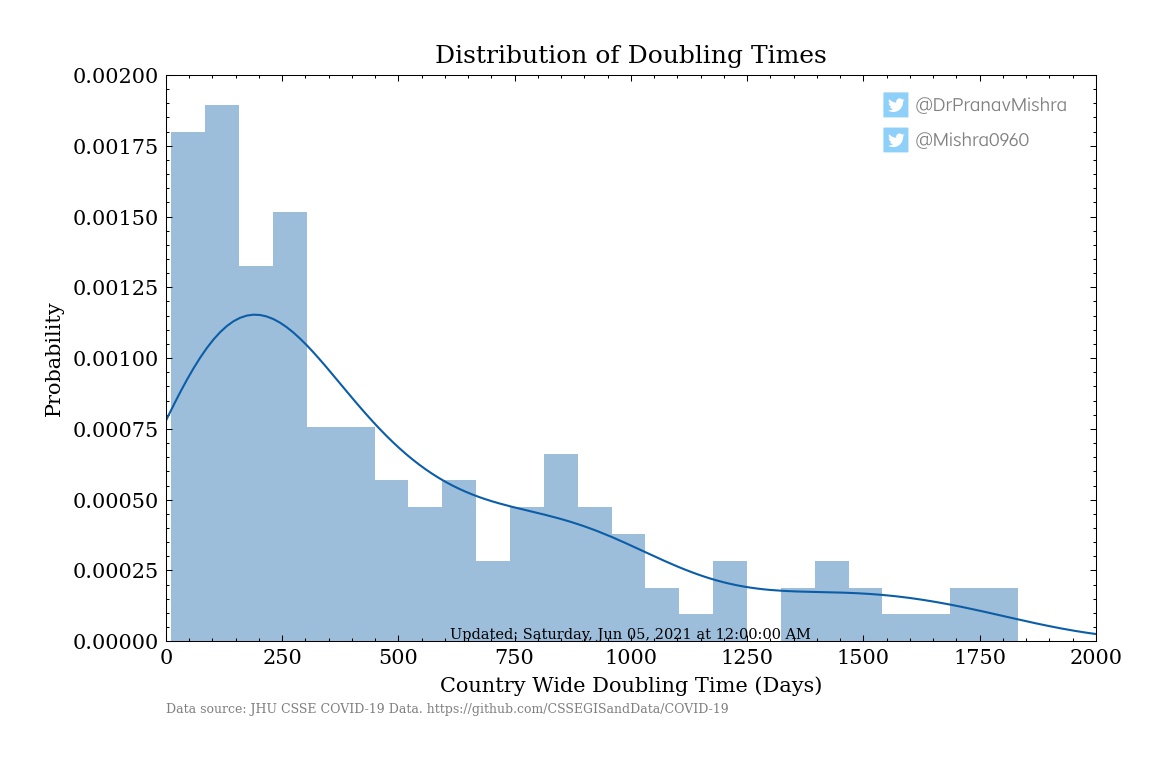 Distribution of Doubling Times
@DrPranavMishra
@Mishra0960
Probability
0.00200
0.00175
0.00150
0.00125
0.00100
0.00075
0.00050
0.00025
0.00000
Updated: Saturday, Jun 05, 2021 at 12:00:00 AM
0 250 500 750 1000 1250 1500 1750 2000
Country Wide Doubling Time (Days)
Data source: JHU CSSE COVID-19 Data. https://github.com/CSSEGISandData/COVID-19